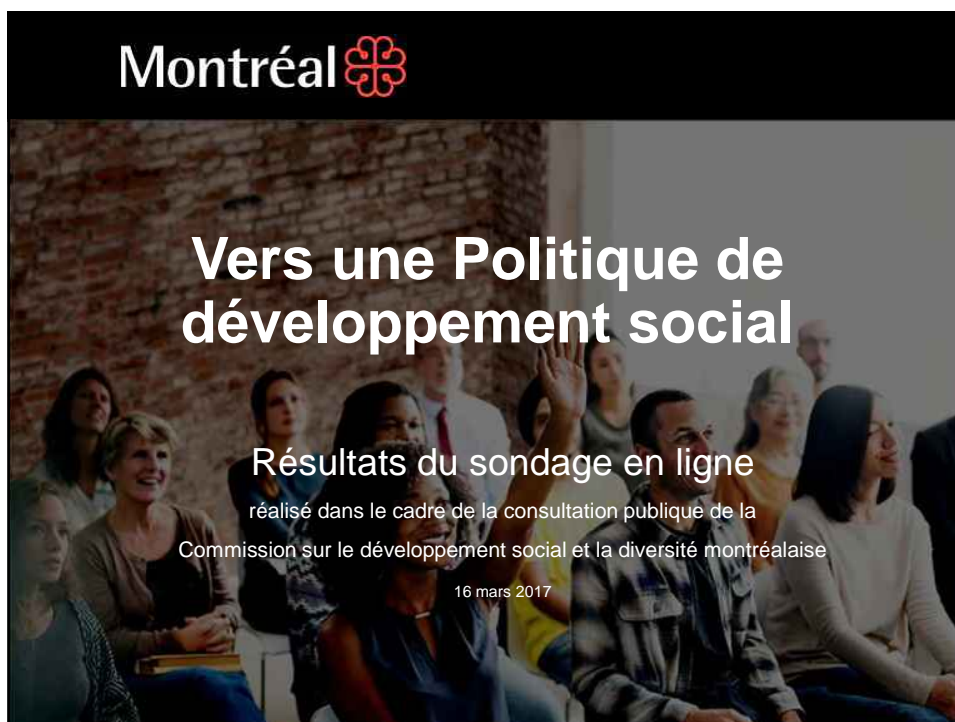 Montréal
Vers une Politique de
développement social
Résultats du sondage en ligne
réalisé dans le cadre de la consultation publique de la
Commission sur le développement social et la diversité montréalaise
16 mars 2017